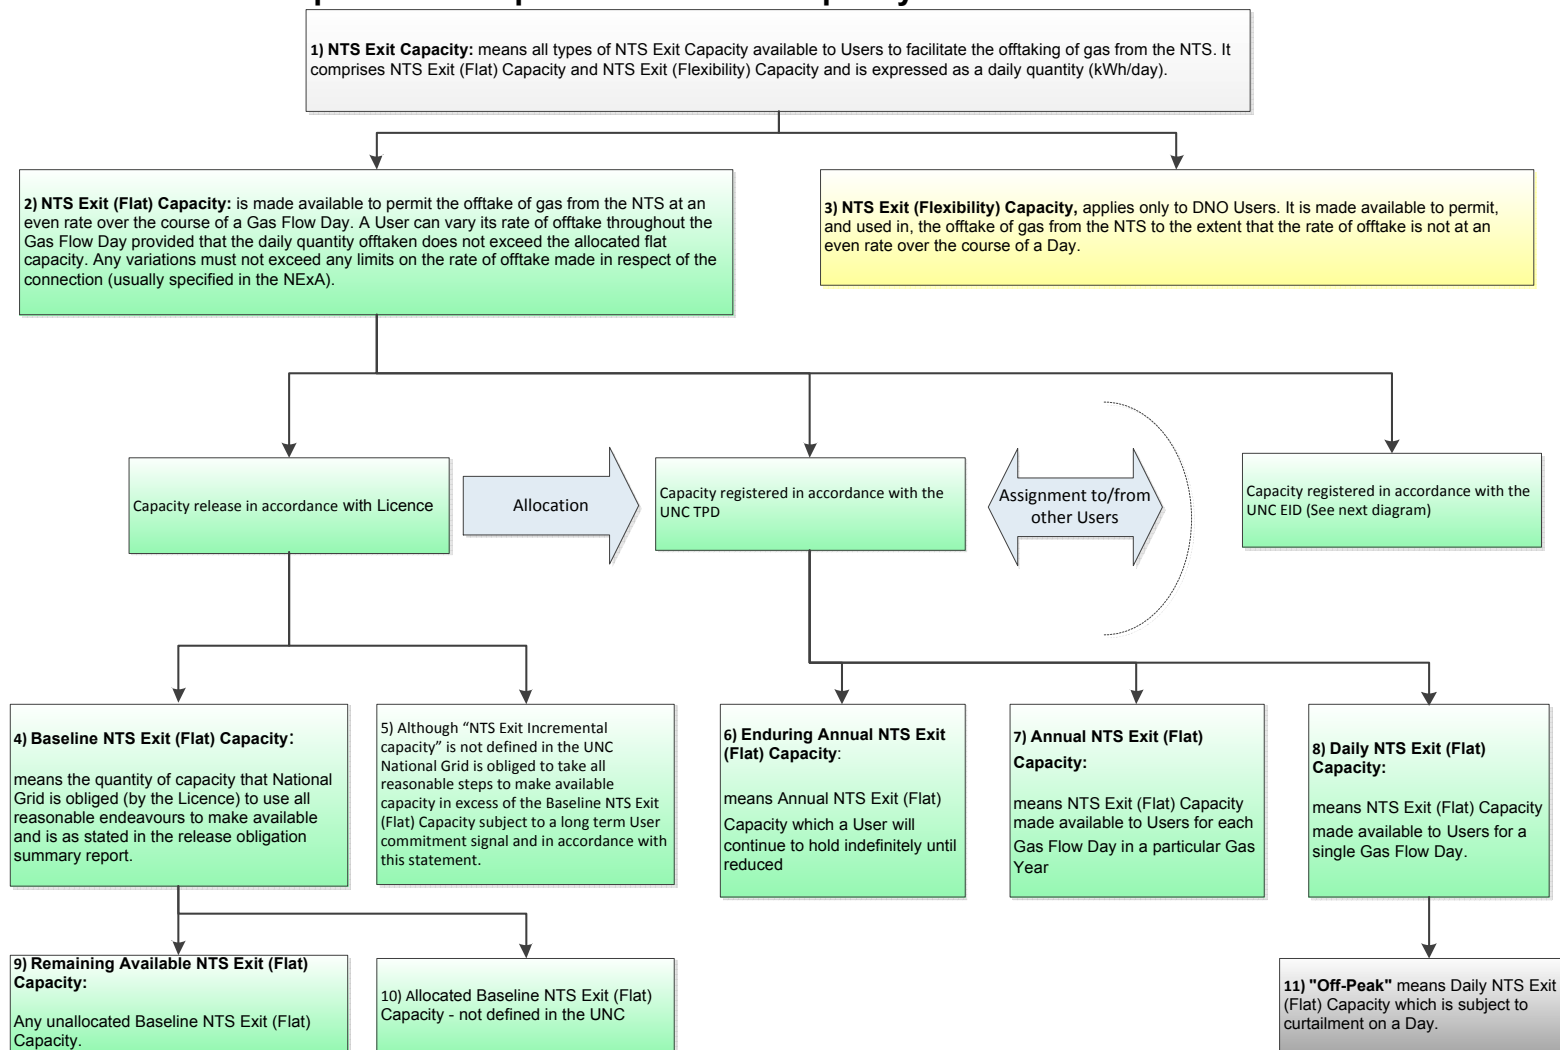 1) NTS Exit Capacity: means all types of NTS Exit Capacity available to Users to facilitate the offtaking of gas from the NTS. It
comprises NTS Exit (Flat) Capacity and NTS Exit (Flexibility) Capacity and is expressed as a daily quantity (kWh/day).
2) NTS Exit (Flat) Capacity: is made available to permit the offtake of gas from the NTS at an
even rate over the course of a Gas Flow Day. A User can vary its rate of offtake throughout the
Gas Flow Day provided that the daily quantity offtaken does not exceed the allocated flat
capacity. Any variations must not exceed any limits on the rate of offtake made in respect of the
connection (usually specified in the NExA).
3) NTS Exit (Flexibility) Capacity, applies only to DNO Users. It is made available to permit,
and used in, the offtake of gas from the NTS to the extent that the rate of offtake is not at an
even rate over the course of a Day.
Capacity release in accordance with Licence
Allocation
Capacity registered in accordance with the
UNC TPD
Assignment to/from
other Users
Capacity registered in accordance with the
UNC EID (See next diagram)
4) Baseline NTS Exit (Flat) Capacity:
means the quantity of capacity that National
Grid is obliged (by the Licence) to use all
reasonable endeavours to make available
and is as stated in the release obligation
summary report.
5) Although “NTS Exit Incremental
capacity” is not defined in the UNC
National Grid is obliged to take all
reasonable steps to make available
capacity in excess of the Baseline NTS Exit
(Flat) Capacity subject to a long term User
commitment signal and in accordance with
this statement.
6) Enduring Annual NTS Exit
(Flat) Capacity:
means Annual NTS Exit (Flat)
Capacity which a User will
continue to hold indefinitely until
reduced
7) Annual NTS Exit (Flat)
Capacity:
means NTS Exit (Flat) Capacity
made available to Users for each
Gas Flow Day in a particular Gas
Year
8) Daily NTS Exit (Flat)
Capacity:
means NTS Exit (Flat) Capacity
made available to Users for a
single Gas Flow Day.
9) Remaining Available NTS Exit (Flat)
Capacity:
Any unallocated Baseline NTS Exit (Flat)
Capacity.
10) Allocated Baseline NTS Exit (Flat)
Capacity - not defined in the UNC
11) "Off-Peak" means Daily NTS Exit
(Flat) Capacity which is subject to
curtailment on a Day.